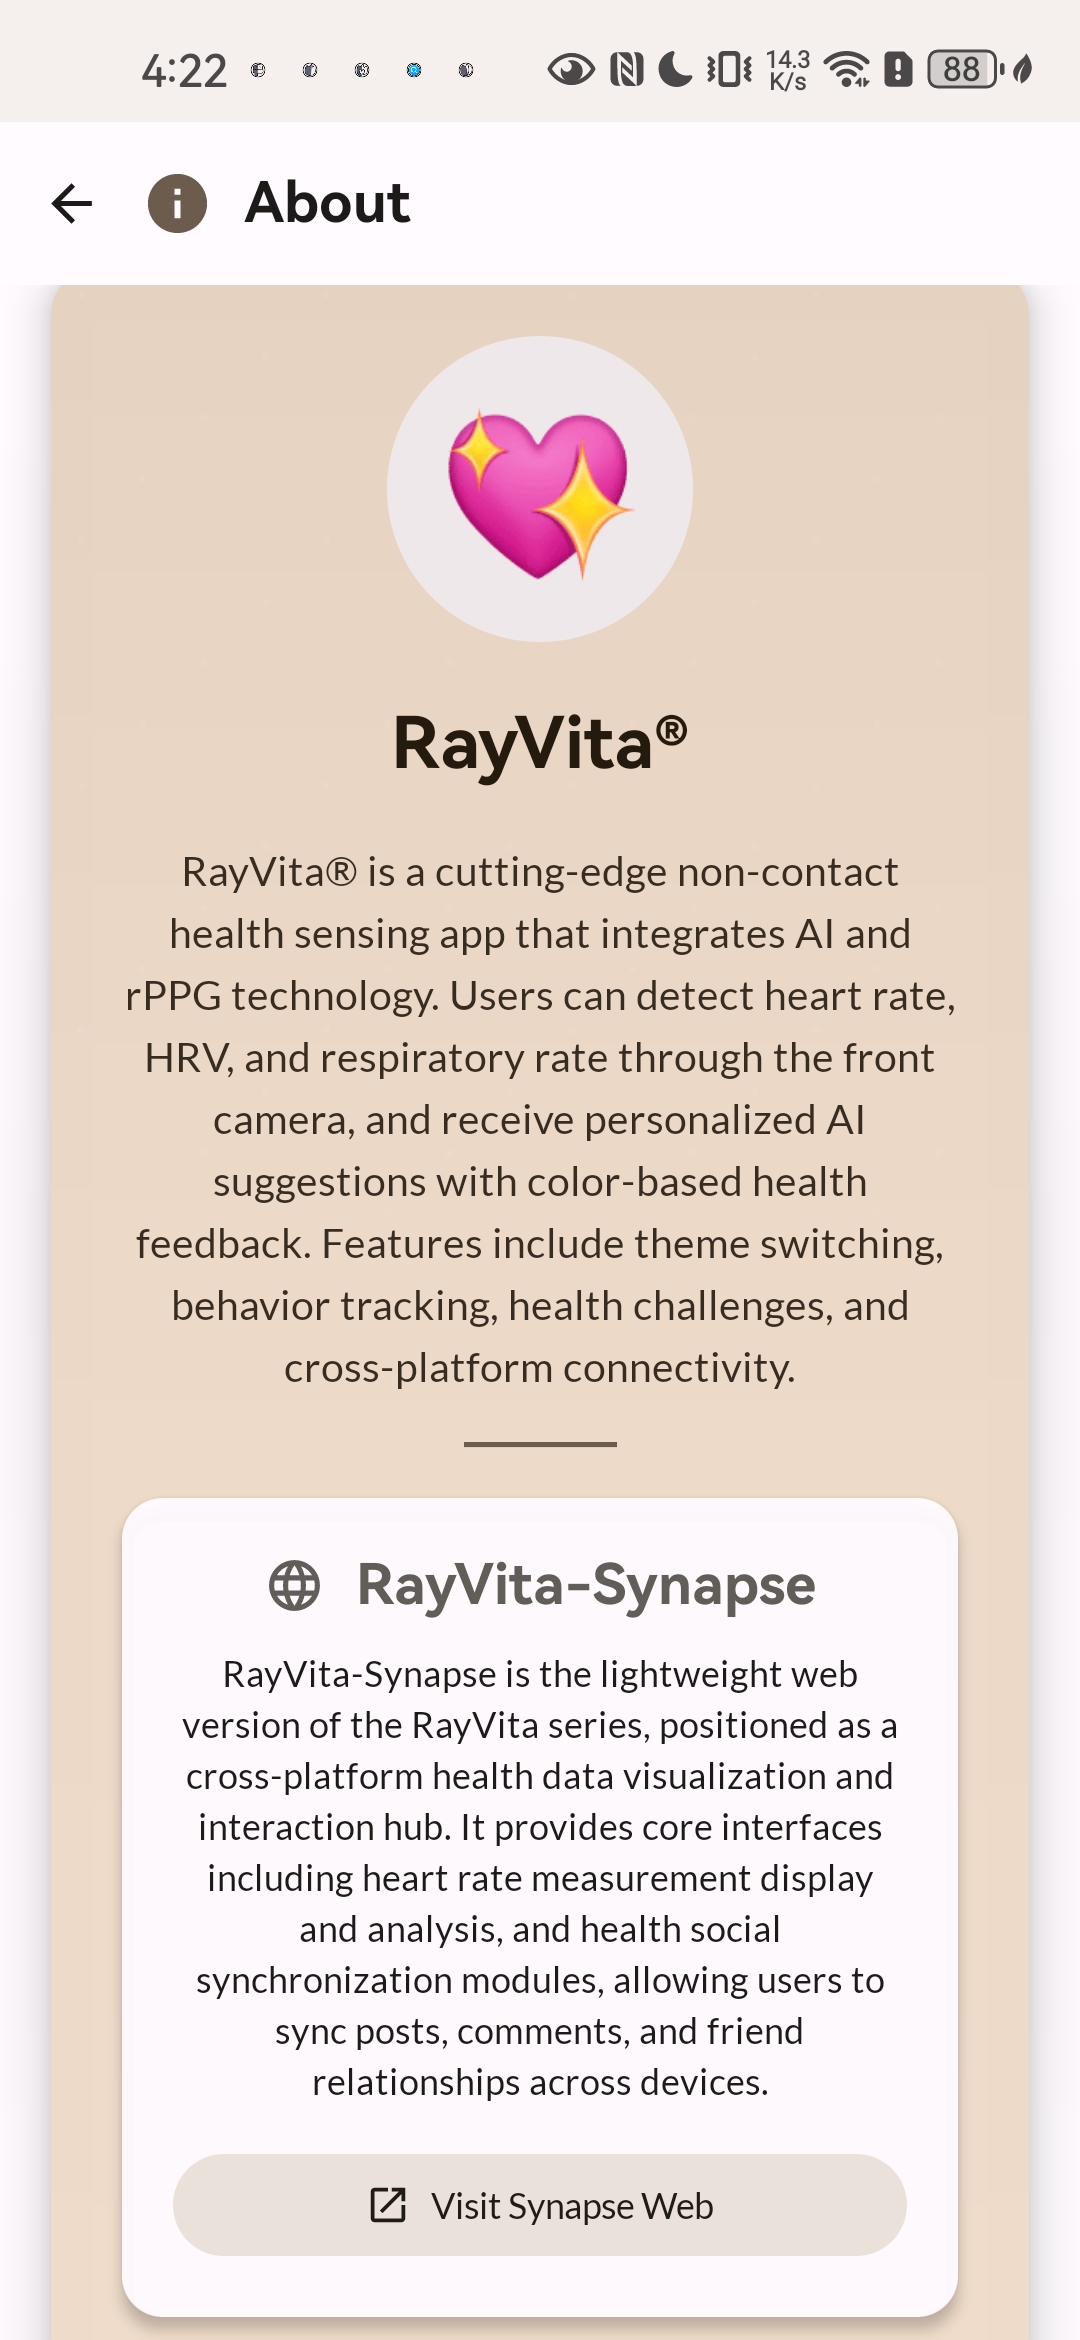 4:22
14.3
K/s
88
About
RayVita®
RayVita® is a cutting-edge non-contact
health sensing app that integrates AI and
rPPG technology. Users can detect heart rate,
HRV, and respiratory rate through the front
camera, and receive personalized AI
suggestions with color-based health
feedback. Features include theme switching,
behavior tracking, health challenges, and
cross-platform connectivity.
RayVita-Synapse
RayVita-Synapse is the lightweight web
version of the RayVita series, positioned as a
cross-platform health data visualization and
interaction hub. It provides core interfaces
including heart rate measurement display
and analysis, and health social
synchronization modules, allowing users to
sync posts, comments, and friend
relationships across devices.
Visit Synapse Web